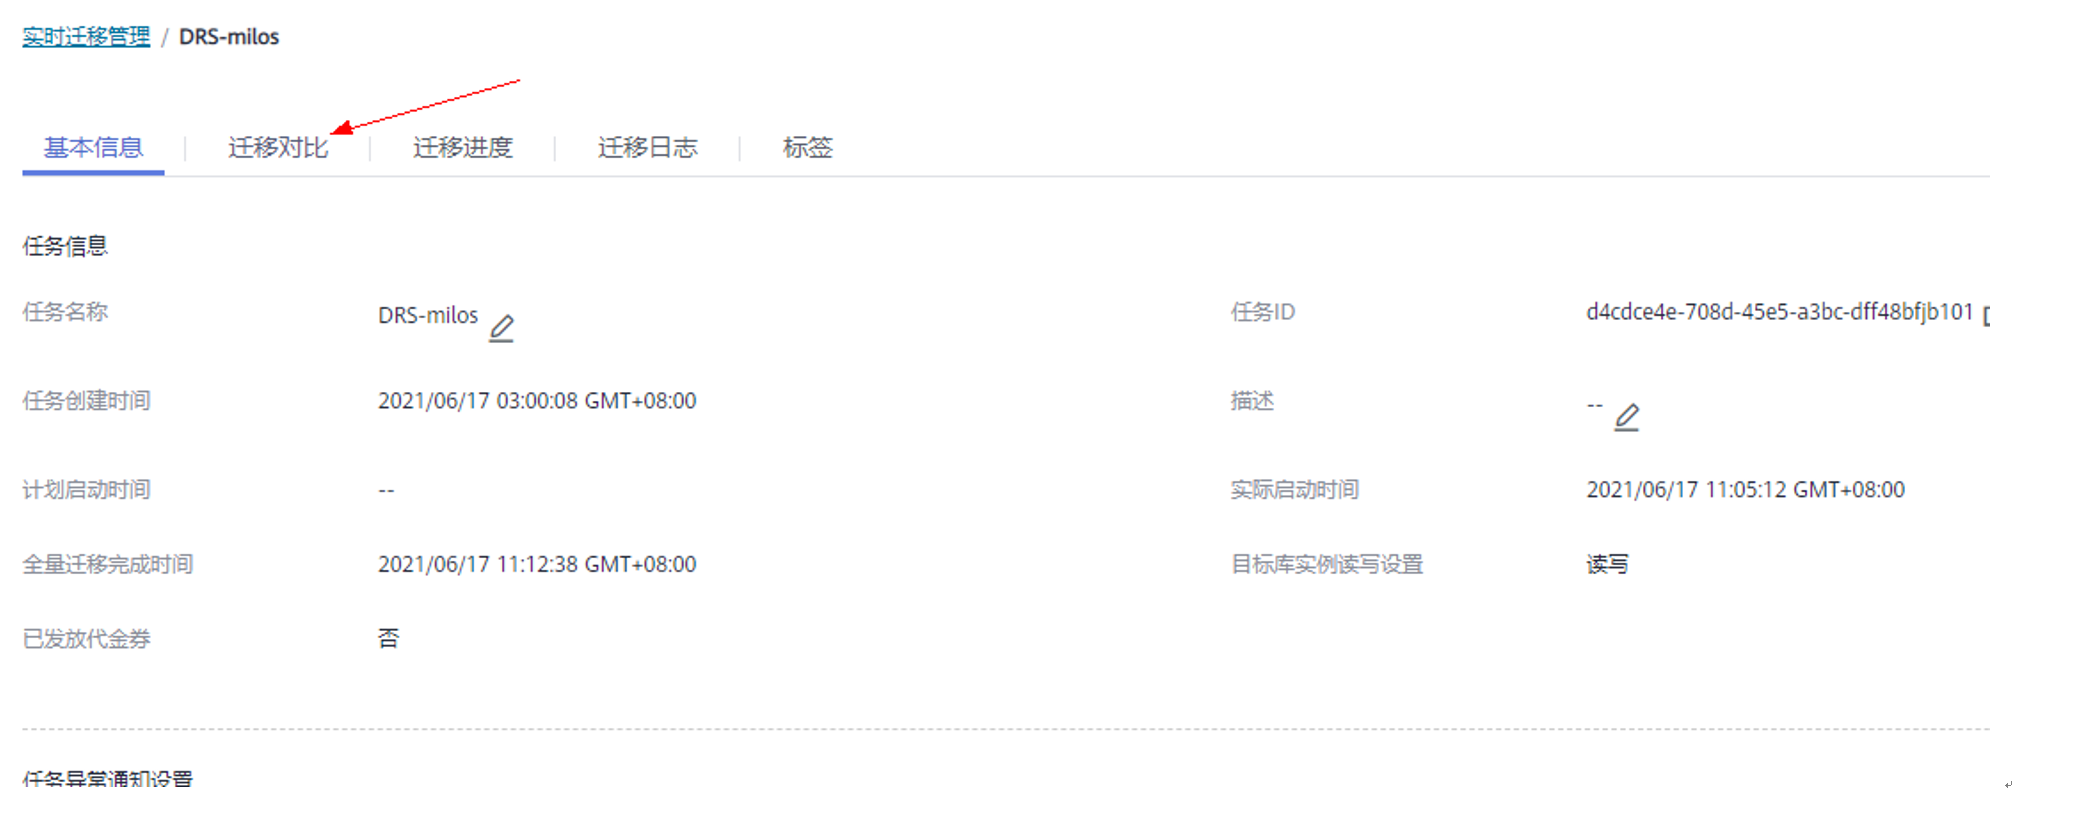 实时迁移管理 / DRS-milos
基本信息 迁移对比 迁移进度 迁移日志 标签
任务信息
任务名称 DRS-milos 任务ID d4cdce4e-708d-45e5-a3bc-dff48bfjb101
任务创建时间 2021/06/17 03:00:08 GMT+08:00 描述 --
计划启动时间 -- 实际启动时间 2021/06/17 11:05:12 GMT+08:00
全量迁移完成时间 2021/06/17 11:12:38 GMT+08:00 目标库实例读写设置 读写
已发放代金券 否
任务异常通知设置